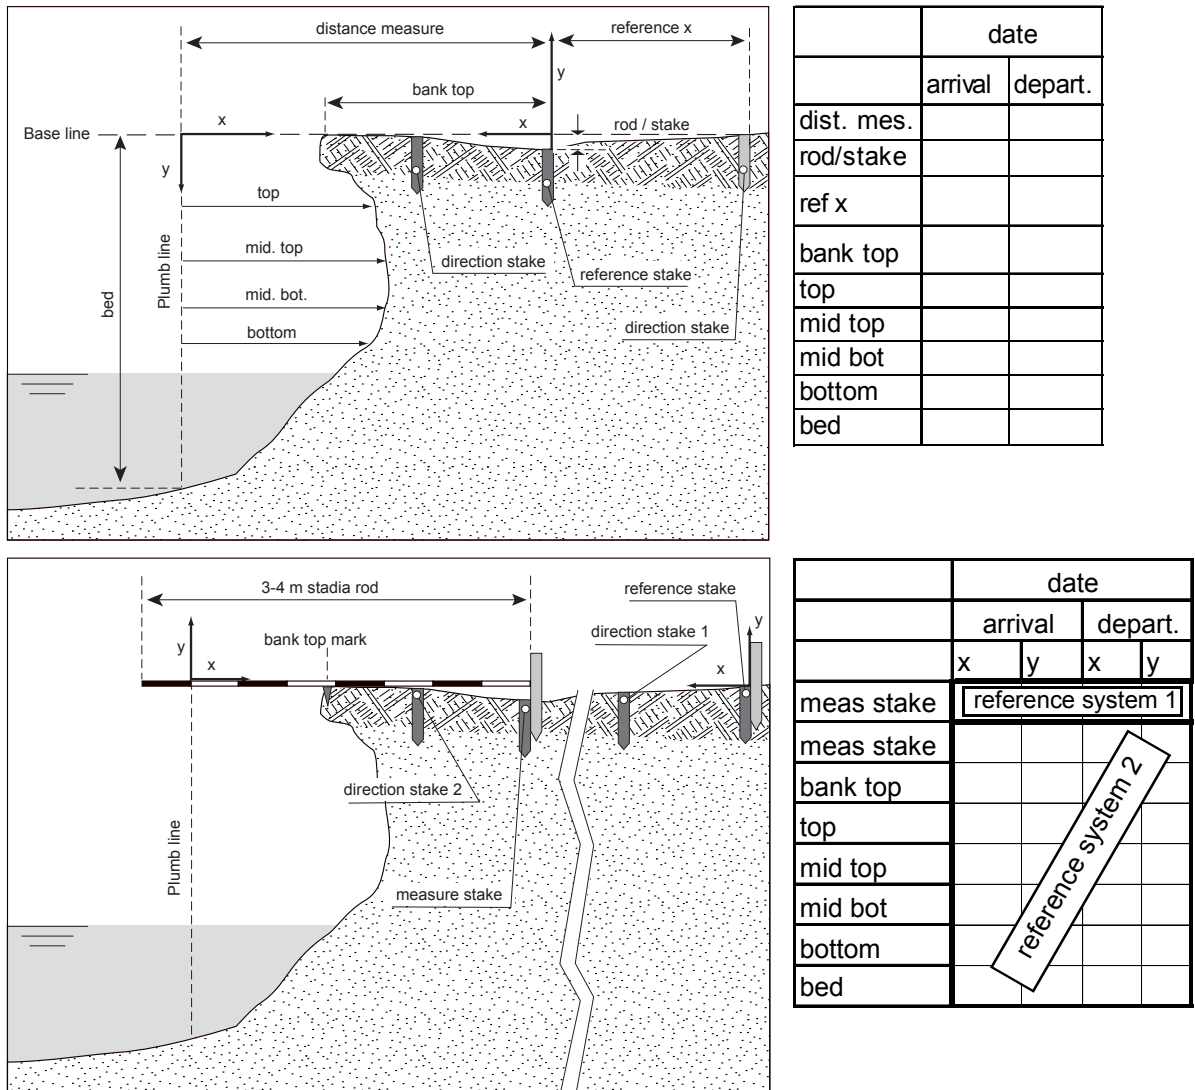 distance measure
reference x
y
bank top
Base line
x
x
rod / stake
y
top
mid. top
mid. bot.
bottom
bed
Plumb line
direction stake
reference stake
direction stake
date
arrival depart.
dist. mes.
rod/stake
ref x
bank top
top
mid top
mid bot
bottom
bed
3-4 m stadia rod
reference stake
bank top mark
direction stake 1
y
y
x
x
direction stake 2
Plumb line
measure stake
date
arrival depart.
x y x y
meas stake reference system 1
meas stake
bank top
top
mid top
mid bot
bottom
bed
reference system 2